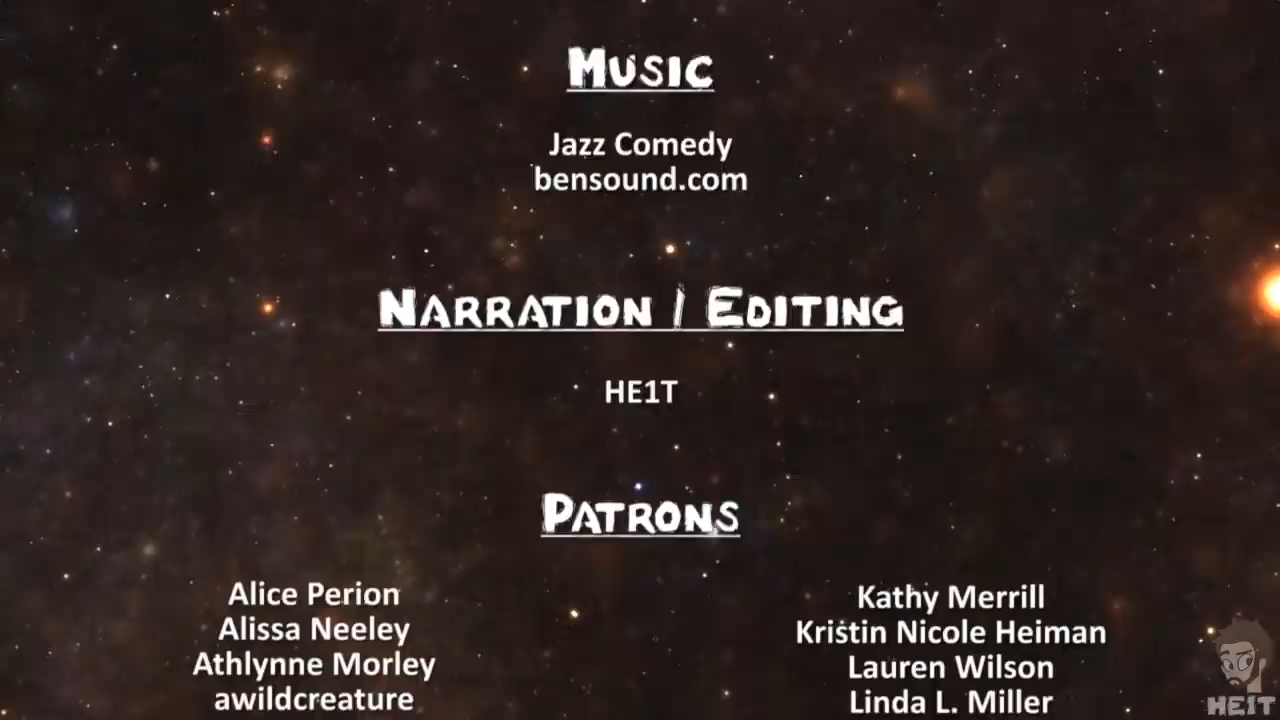 MUSIC
Jazz Comedy
bensound.com
NARRATION / EDITING
HE1T
PATRONS
Alice Perion
Alissa Neeley
Athlynne Morley
awildcreature
Kathy Merrill
Kristin Nicole Heiman
Lauren Wilson
Linda L. Miller
HE1T